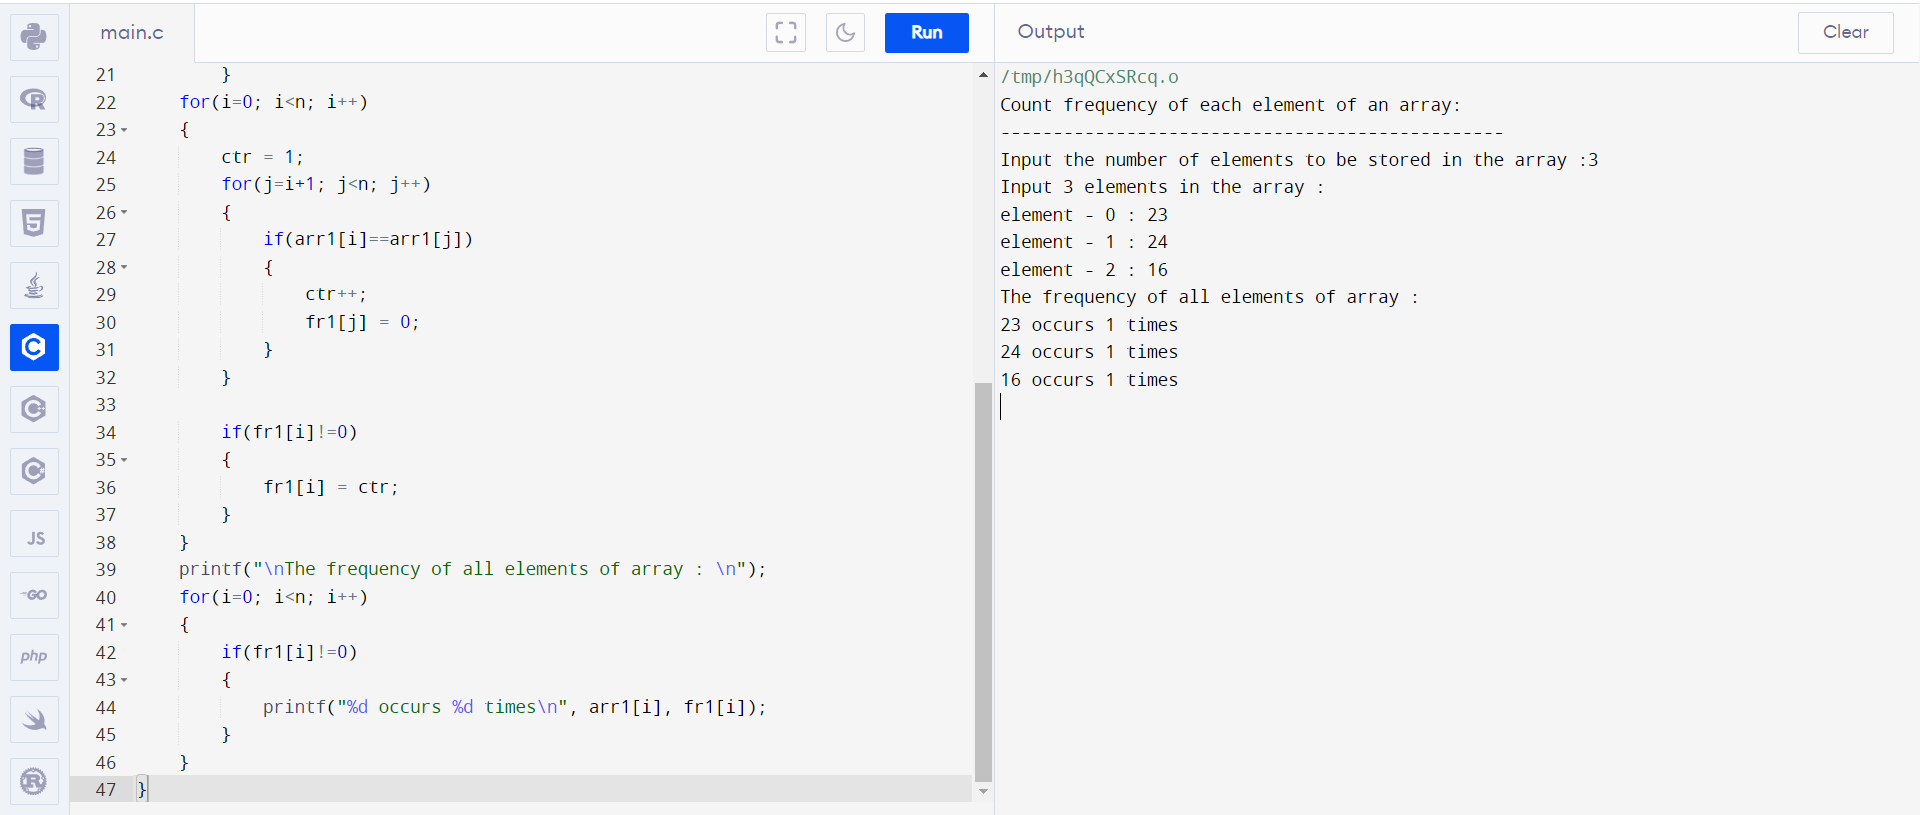 main.c
Run
Output
Clear
21 }
22 for(i=0; i<n; i++)
23 {
24 ctr = 1;
25 for(j=i+1; j<n; j++)
26 {
27 if(arr1[i]==arr1[j])
28 {
29 ctr++;
30 fr1[j] = 0;
31 }
32 }
33
34 if(fr1[i]!=0)
35 {
36 fr1[i] = ctr;
37 }
38 }
39 printf("\nThe frequency of all elements of array : \n");
40 for(i=0; i<n; i++)
41 {
42 if(fr1[i]!=0)
43 {
44 printf("%d occurs %d times\n", arr1[i], fr1[i]);
45 }
46 }
47 }
/tmp/h3qQCxSRcq.o
Count frequency of each element of an array:
------------------------------------------------
Input the number of elements to be stored in the array :3
Input 3 elements in the array :
element - 0 : 23
element - 1 : 24
element - 2 : 16
The frequency of all elements of array :
23 occurs 1 times
24 occurs 1 times
16 occurs 1 times
R
5
C
C
C
JS
GO
php
R